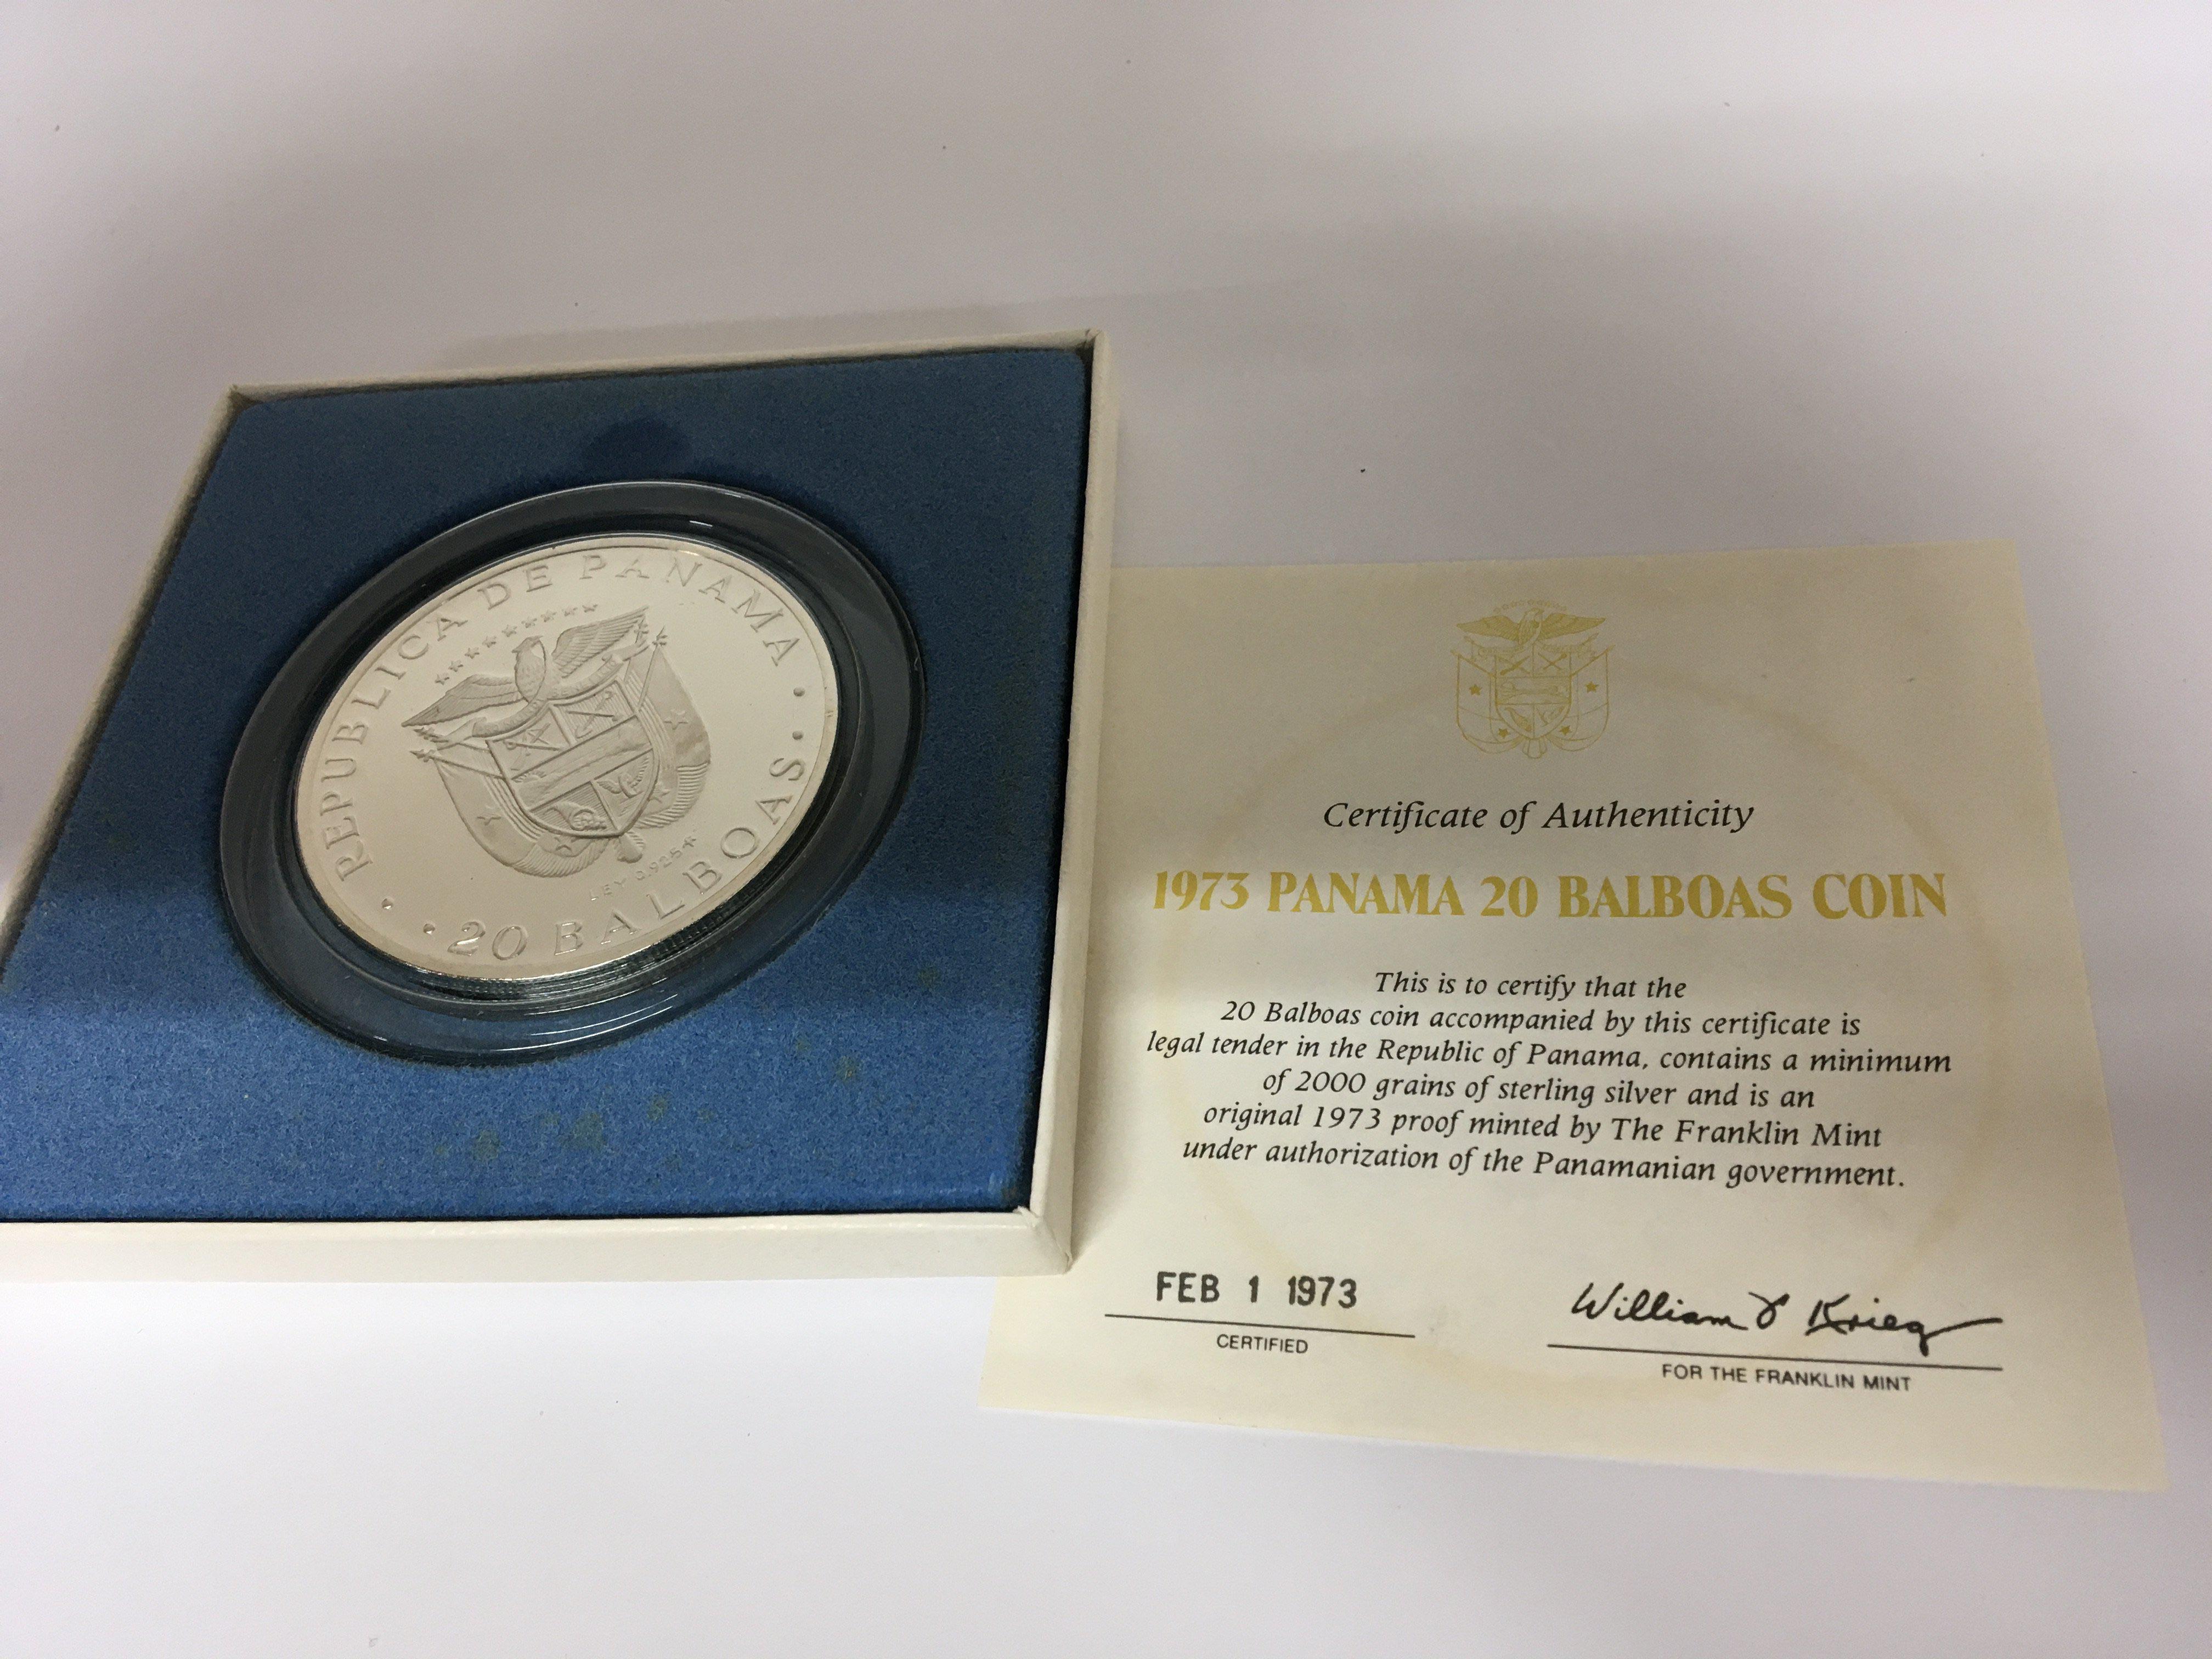 REPUBLICA DE PANAMA
LEY 0.925
20 BALBOAS
Certificate of Authenticity
1973 PANAMA 20 BALBOAS COIN
This is to certify that the
20 Balboas coin accompanied by this certificate is
legal tender in the Republic of Panama, contains a minimum
of 2000 grains of sterling silver and is an
original 1973 proof minted by The Franklin Mint
under authorization of the Panamanian government.
FEB 1 1973
CERTIFIED
William J Krieg
FOR THE FRANKLIN MINT